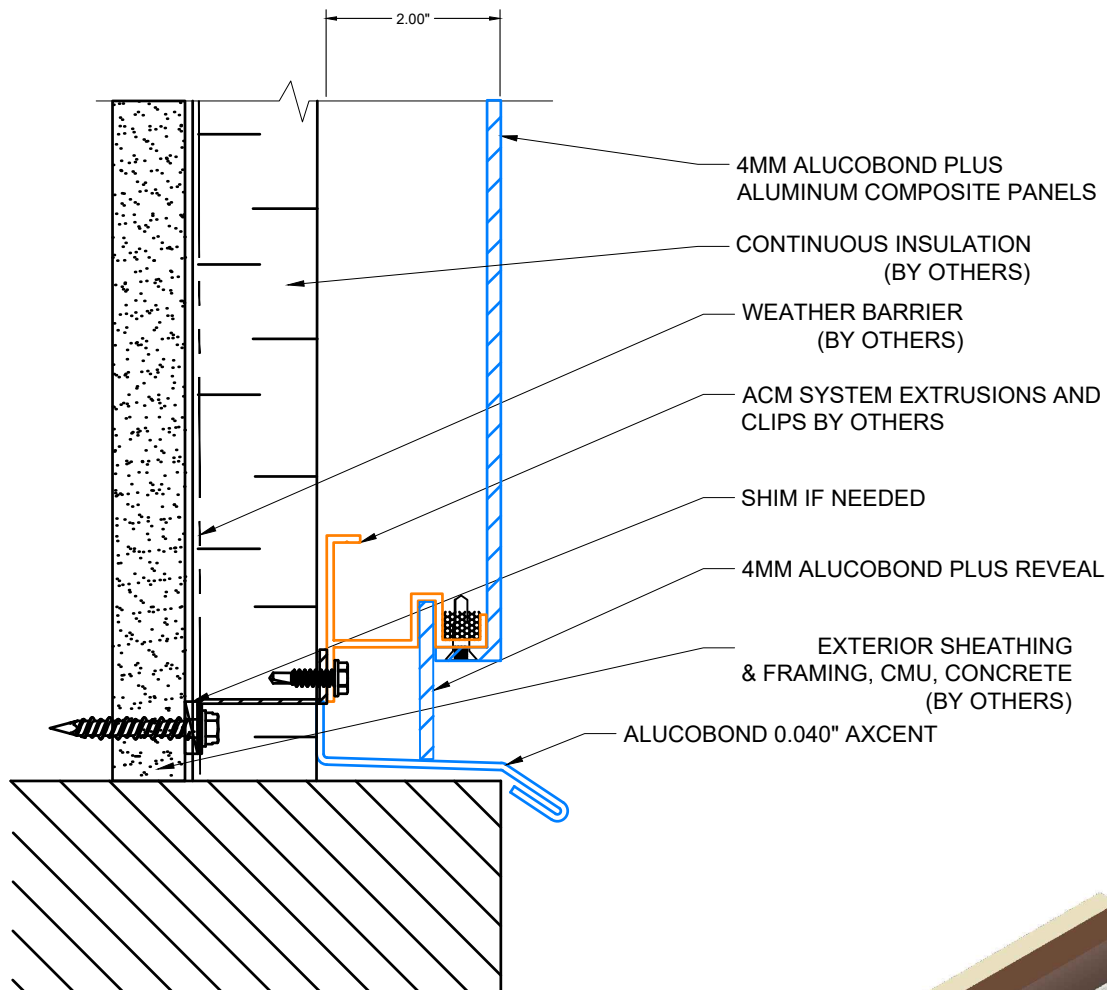 2.00"
4MM ALUCOBOND PLUS
ALUMINUM COMPOSITE PANELS
CONTINUOUS INSULATION
(BY OTHERS)
WEATHER BARRIER
(BY OTHERS)
ACM SYSTEM EXTRUSIONS AND
CLIPS BY OTHERS
SHIM IF NEEDED
4MM ALUCOBOND PLUS REVEAL
EXTERIOR SHEATHING
& FRAMING, CMU, CONCRETE
(BY OTHERS)
ALUCOBOND 0.040" AXCENT